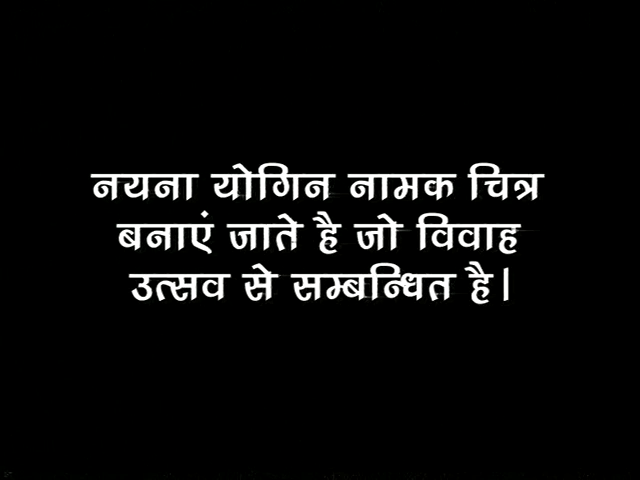 नयना योगिन नामक चित्र
बनाएं जाते है जो विवाह
उत्सव से सम्बन्धित है।